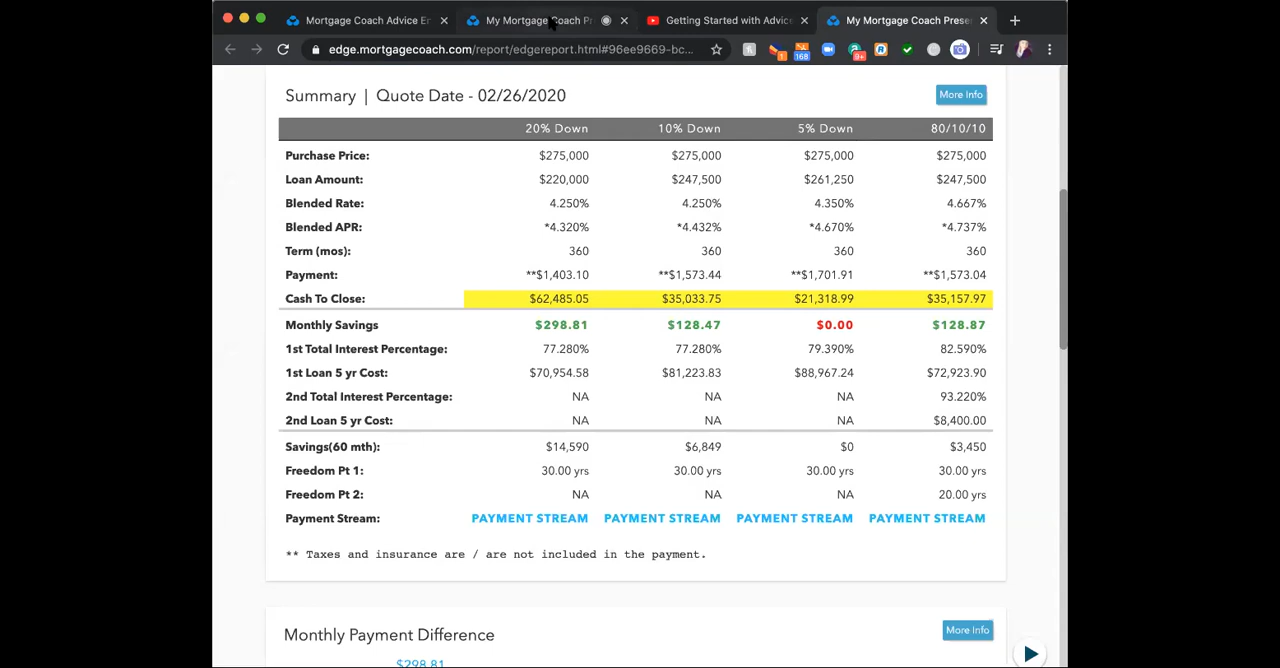 Mortgage Coach Advice Er
My Mortgage Coach Pr
Getting Started with Advice
My Mortgage Coach Prese
edge.mortgagecoach.com/report/edgereport.html#96ee9669-bc...
1
168
9+
Summary | Quote Date - 02/26/2020
More Info
20% Down 10% Down 5% Down 80/10/10
Purchase Price: $275,000 $275,000 $275,000 $275,000
Loan Amount: $220,000 $247,500 $261,250 $247,500
Blended Rate: 4.250% 4.250% 4.350% 4.667%
Blended APR: *4.320% *4.432% *4.670% *4.737%
Term (mos): 360 360 360 360
Payment: **$1,403.10 **$1,573.44 **$1,701.91 **$1,573.04
Cash To Close: $62,485.05 $35,033.75 $21,318.99 $35,157.97
Monthly Savings $298.81 $128.47 $0.00 $128.87
1st Total Interest Percentage: 77.280% 77.280% 79.390% 82.590%
1st Loan 5 yr Cost: $70,954.58 $81,223.83 $88,967.24 $72,923.90
2nd Total Interest Percentage: NA NA NA 93.220%
2nd Loan 5 yr Cost: NA NA NA $8,400.00
Savings(60 mth): $14,590 $6,849 $0 $3,450
Freedom Pt 1: 30.00 yrs 30.00 yrs 30.00 yrs 30.00 yrs
Freedom Pt 2: NA NA NA 20.00 yrs
Payment Stream: PAYMENT STREAM PAYMENT STREAM PAYMENT STREAM PAYMENT STREAM
** Taxes and insurance are / are not included in the payment.
Monthly Payment Difference
More Info
$298.81